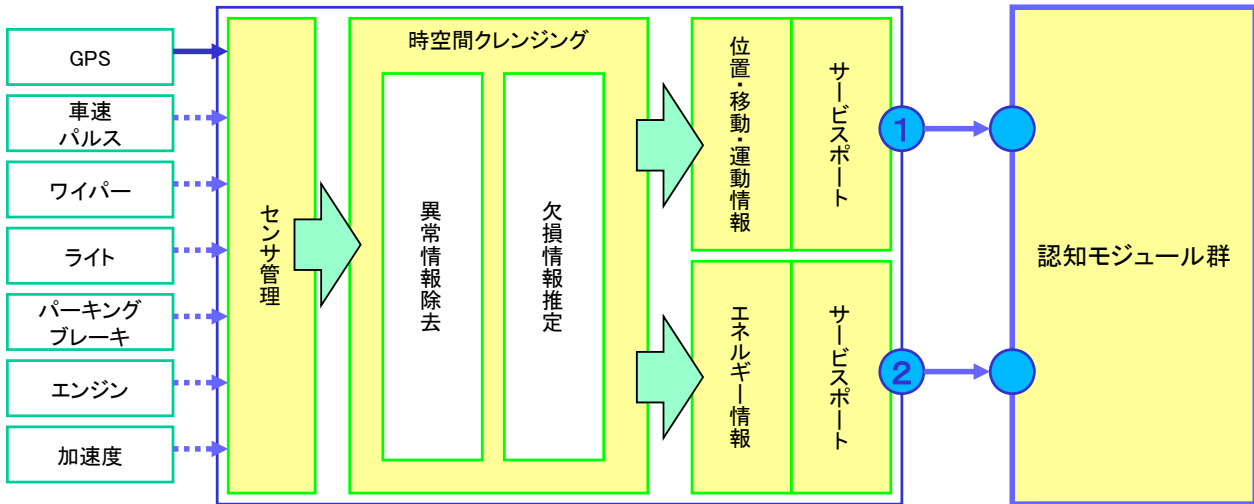 GPS
車速
パルス
ワイパー
ライト
パーキング
ブレーキ
エンジン
加速度
センサ管理
時空間クレンジング
異常情報除去
欠損情報推定
位置・移動・運動情報
サービスポート
1
エネルギー情報
サービスポート
2
認知モジュール群